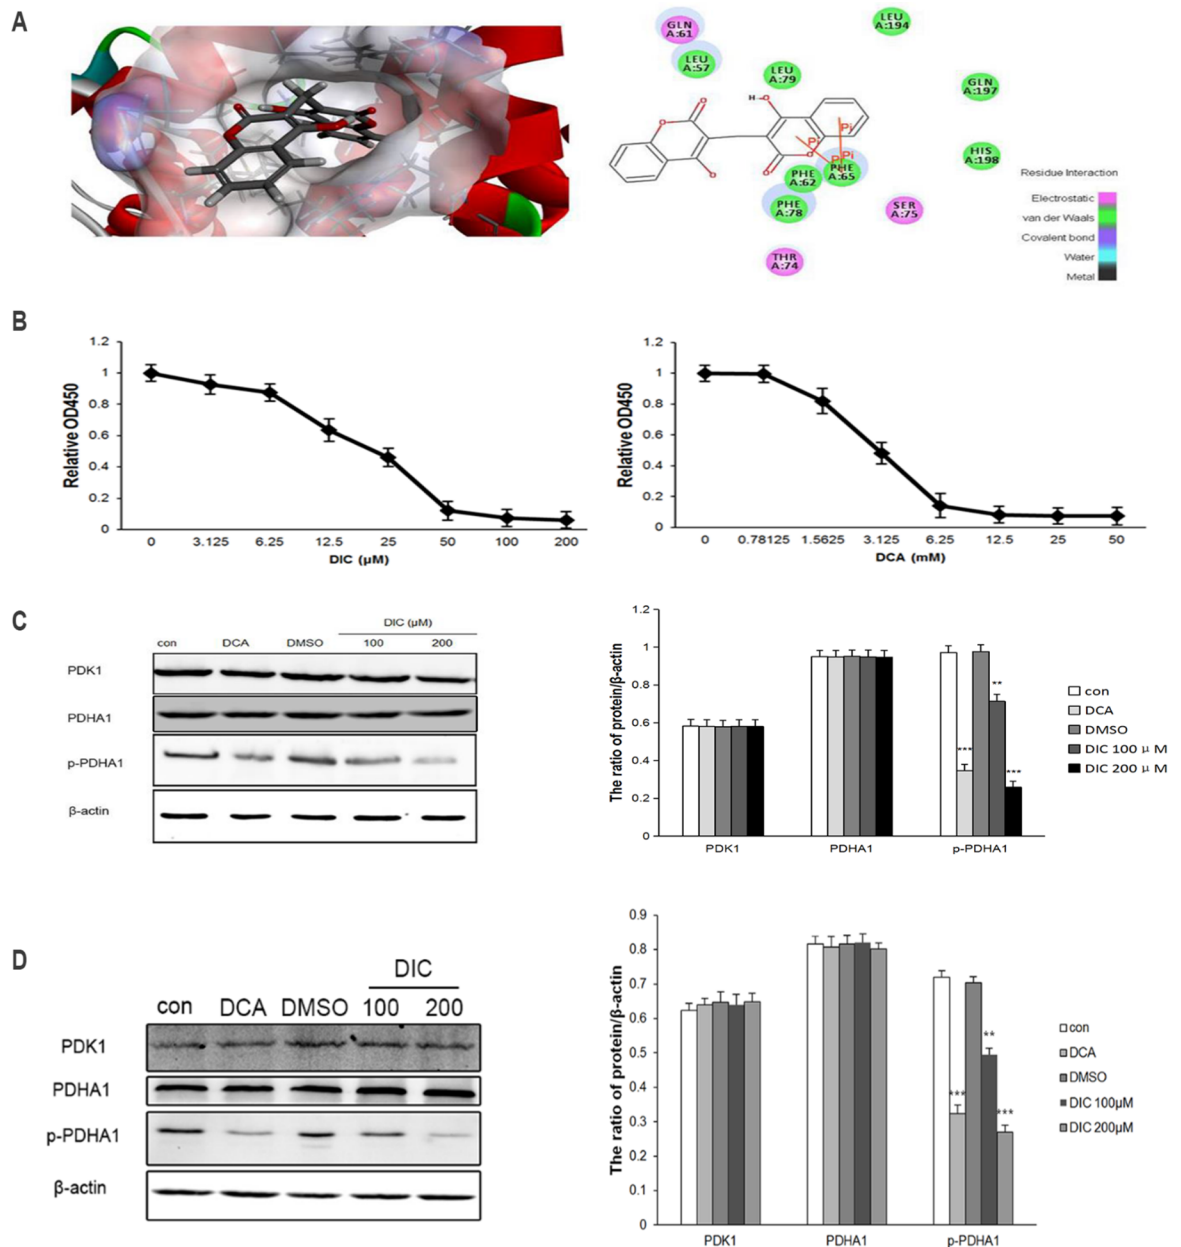 A
GLN
A:61
LEU
A:57
LEU
A:79
LEU
A:194
GLN
A:197
HIS
A:198
H
O
O
O
O
O
O
Pi
Pi
Pi
PHE
A:62
PHE
A:65
PHE
A:78
SER
A:75
THR
A:74
Residue Interaction
Electrostatic
van der Waals
Covalent bond
Water
Metal
B
1.2
1
0.8
0.6
0.4
0.2
0
Relative OD450
0 3.125 6.25 12.5 25 50 100 200
DIC (μM)
1.2
1
0.8
0.6
0.4
0.2
0
Relative OD450
0 0.78125 1.5625 3.125 6.25 12.5 25 50
DCA (mM)
C
DIC (μM)
con DCA DMSO 100 200
PDK1
PDHA1
p-PDHA1
β-actin
The ratio of protein/β-actin
1.2
1
0.8
0.6
0.4
0.2
0
***
**
***
PDK1 PDHA1 p-PDHA1
con
DCA
DMSO
DIC 100 μ M
DIC 200 μ M
D
DIC
con DCA DMSO 100 200
PDK1
PDHA1
p-PDHA1
β-actin
The ratio of protein/β-actin
0.9
0.8
0.7
0.6
0.5
0.4
0.3
0.2
0.1
0
***
**
***
PDK1 PDHA1 p-PDHA1
con
DCA
DMSO
DIC 100μM
DIC 200μM